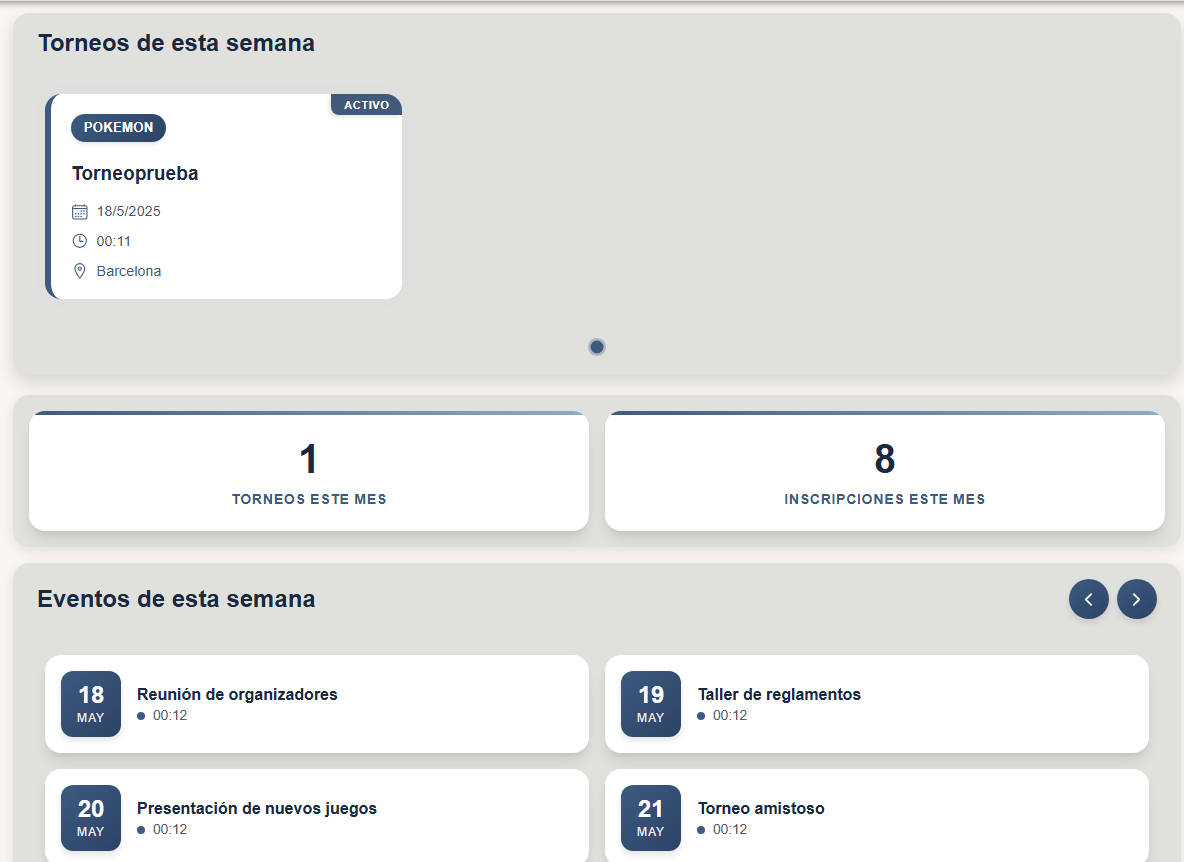 Torneos de esta semana
ACTIVO
POKEMON
Torneoprueba
18/5/2025
00:11
Barcelona
1
TORNEOS ESTE MES
8
INSCRIPCIONES ESTE MES
Eventos de esta semana
18
MAY
Reunión de organizadores
00:12
19
MAY
Taller de reglamentos
00:12
20
MAY
Presentación de nuevos juegos
00:12
21
MAY
Torneo amistoso
00:12